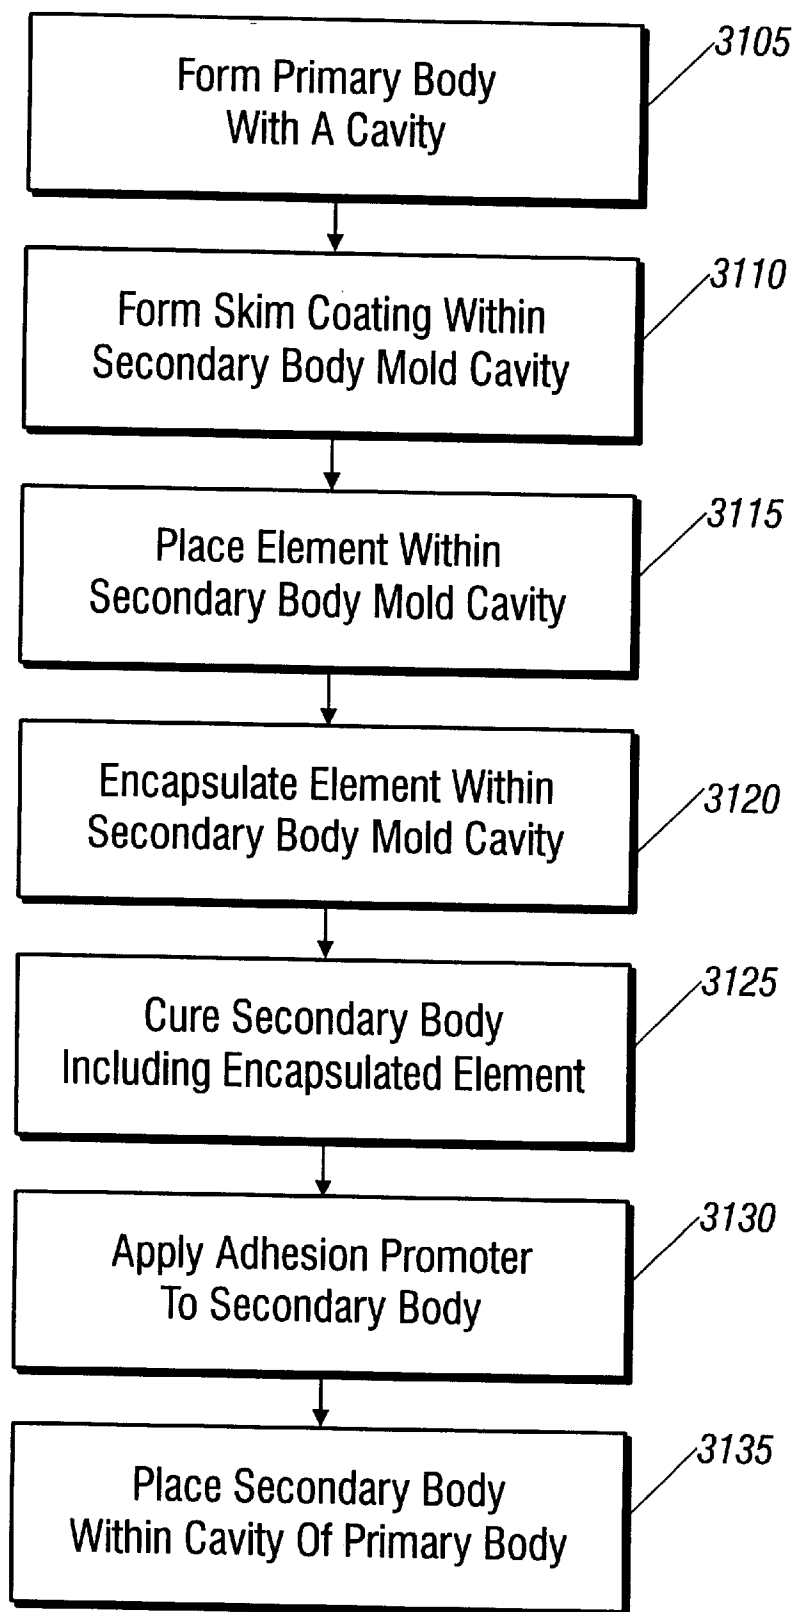 Form Primary Body
With A Cavity
3105
Form Skim Coating Within
Secondary Body Mold Cavity
3110
Place Element Within
Secondary Body Mold Cavity
3115
Encapsulate Element Within
Secondary Body Mold Cavity
3120
Cure Secondary Body
Including Encapsulated Element
3125
Apply Adhesion Promoter
To Secondary Body
3130
Place Secondary Body
Within Cavity Of Primary Body
3135